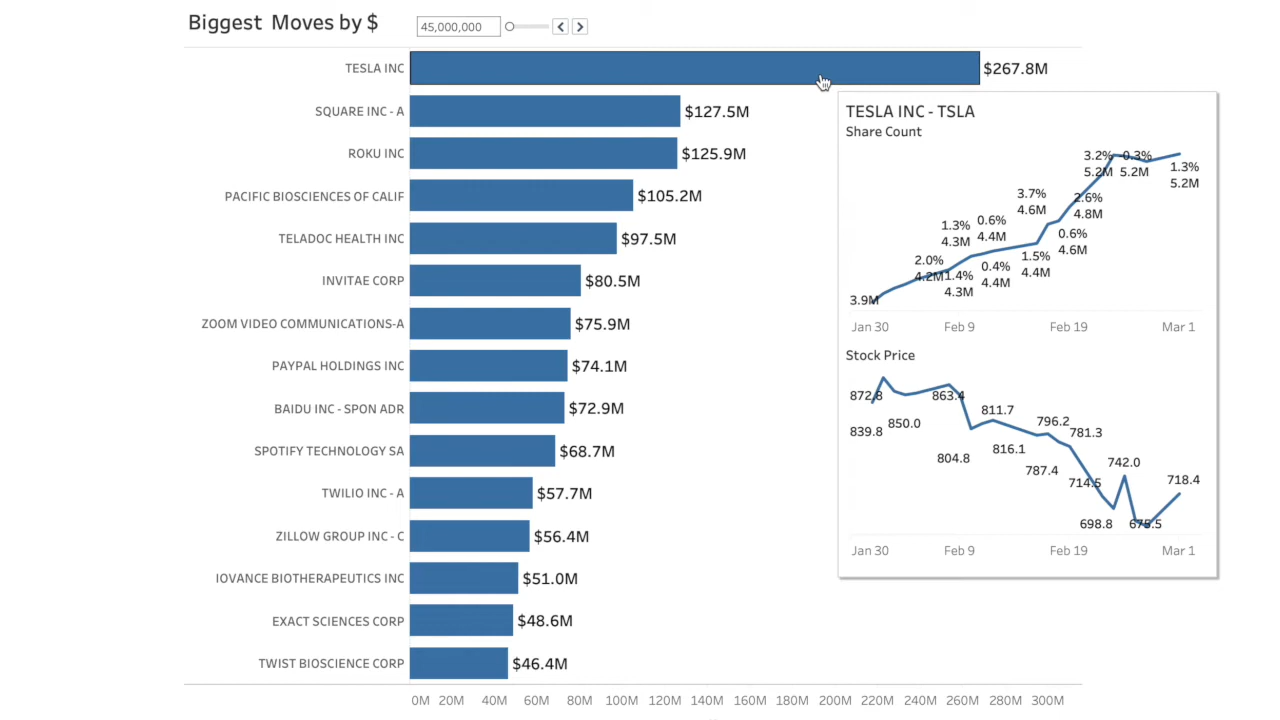 Biggest Moves by $
45,000,000
TESLA INC $267.8M
SQUARE INC - A $127.5M
ROKU INC $125.9M
PACIFIC BIOSCIENCES OF CALIF $105.2M
TELADOC HEALTH INC $97.5M
INVITAE CORP $80.5M
ZOOM VIDEO COMMUNICATIONS-A $75.9M
PAYPAL HOLDINGS INC $74.1M
BAIDU INC - SPON ADR $72.9M
SPOTIFY TECHNOLOGY SA $68.7M
TWILIO INC - A $57.7M
ZILLOW GROUP INC - C $56.4M
IOVANCE BIOTHERAPEUTICS INC $51.0M
EXACT SCIENCES CORP $48.6M
TWIST BIOSCIENCE CORP $46.4M
0M 20M 40M 60M 80M 100M 120M 140M 160M 180M 200M 220M 240M 260M 280M 300M
TESLA INC - TSLA
Share Count
3.9M
2.0%
4.2M
1.4%
4.3M
1.3%
4.3M
0.6%
4.4M
0.4%
4.4M
1.5%
4.4M
3.7%
4.6M
0.6%
4.6M
2.6%
4.8M
3.2%
5.2M
-0.3%
5.2M
1.3%
5.2M
Jan 30 Feb 9 Feb 19 Mar 1
Stock Price
872.8
839.8
850.0
863.4
804.8
811.7
816.1
787.4
796.2
781.3
714.5
698.8
742.0
675.5
718.4
Jan 30 Feb 9 Feb 19 Mar 1